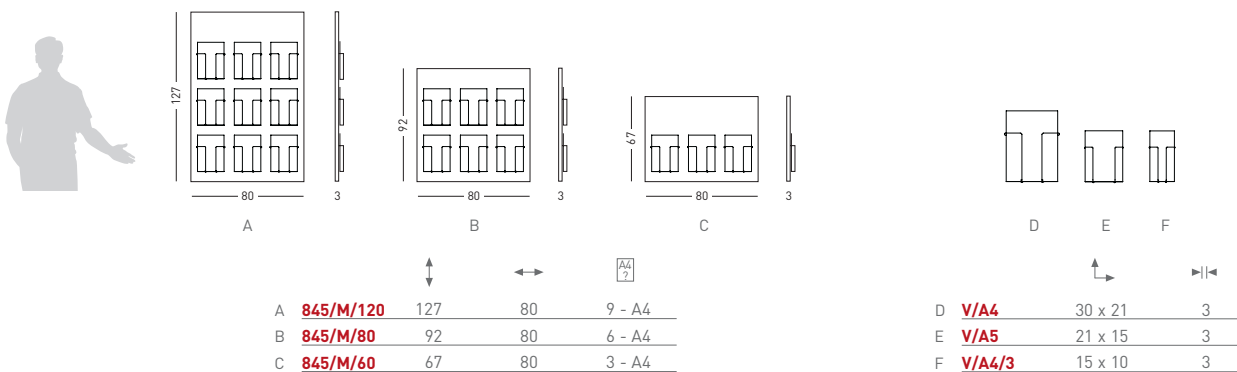 127
80
3
A
92
80
3
B
67
80
3
C
D
E
F
A4
?
A 845/M/120 127 80 9 - A4
B 845/M/80 92 80 6 - A4
C 845/M/60 67 80 3 - A4
D V/A4 30 x 21 3
E V/A5 21 x 15 3
F V/A4/3 15 x 10 3